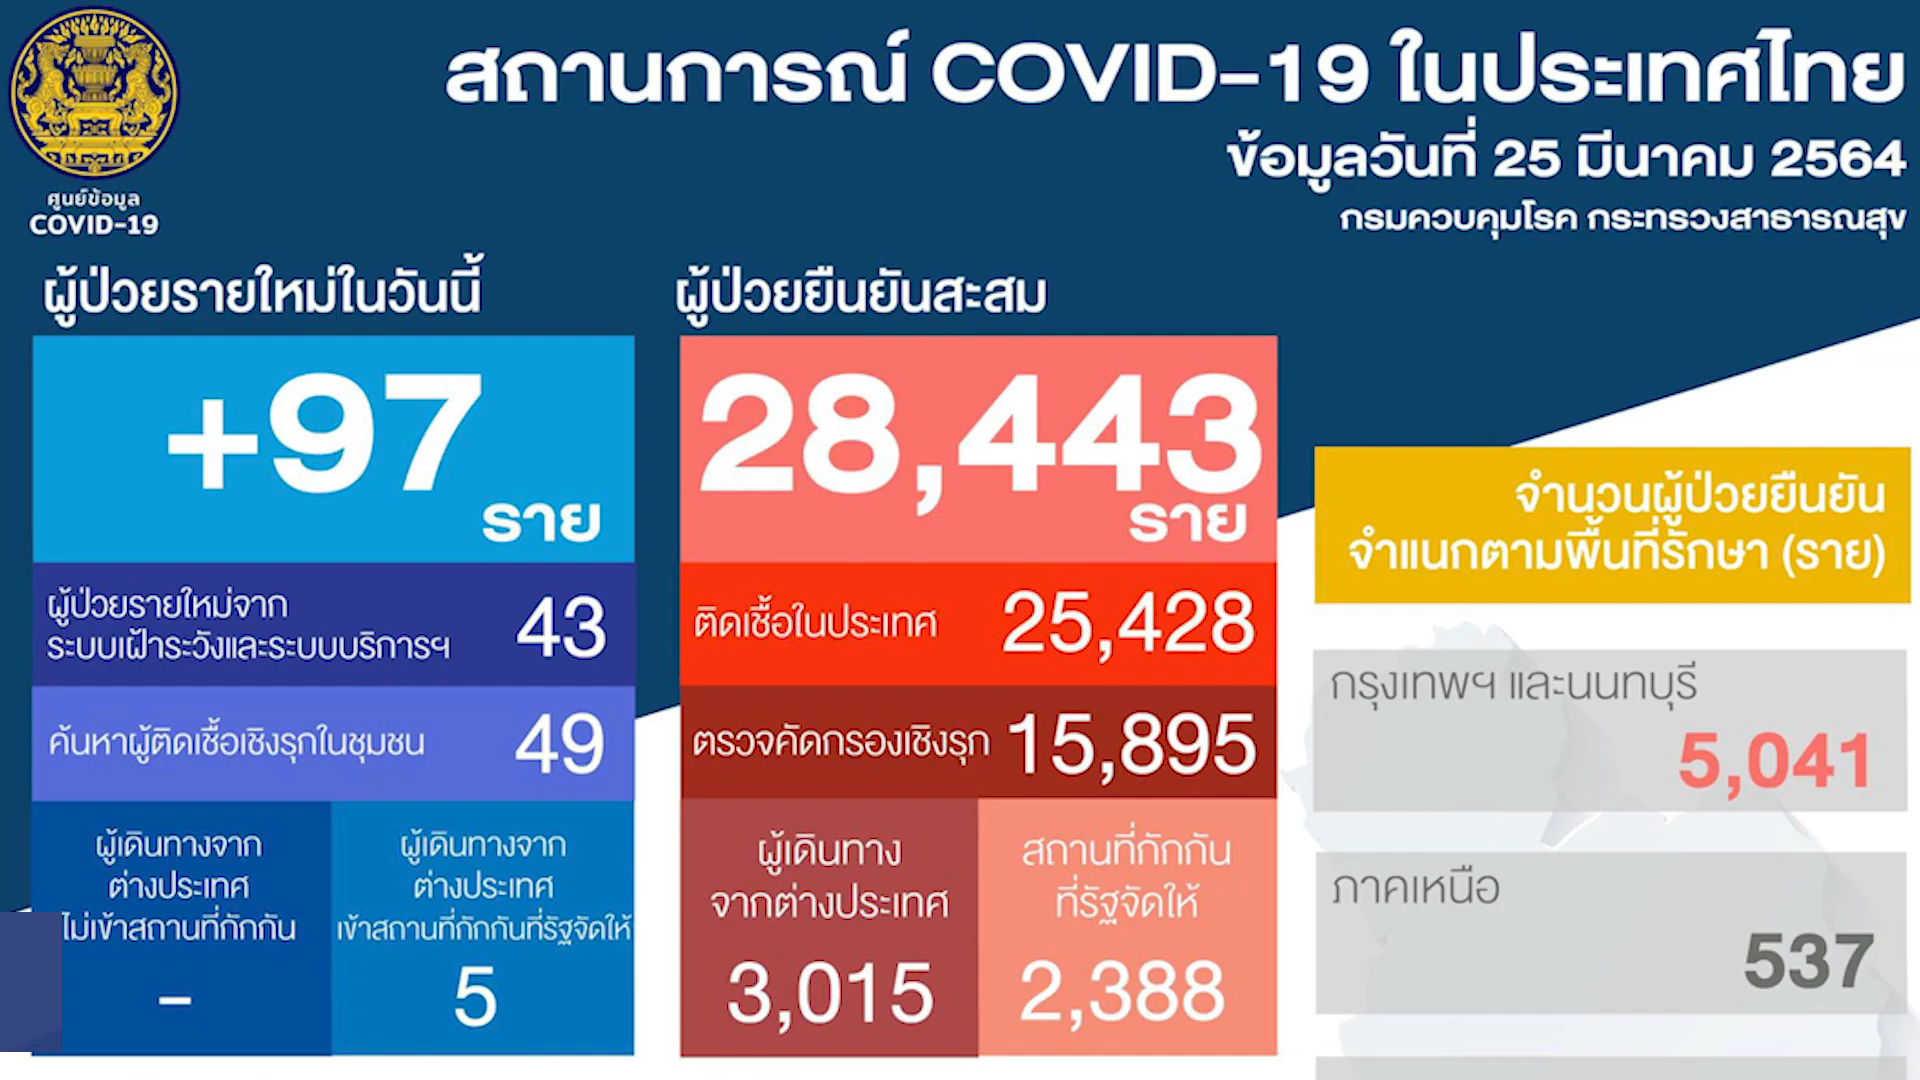 สถานการณ์ COVID-19 ในประเทศไทย
ข้อมูลวันที่ 25 มีนาคม 2564
กรมควบคุมโรค กระทรวงสาธารณสุข
ศูนย์ข้อมูล
COVID-19
ผู้ป่วยรายใหม่ในวันนี้
+97
ราย
ผู้ป่วยรายใหม่จาก
ระบบเฝ้าระวังและระบบบริการฯ
43
ค้นหาผู้ติดเชื้อเชิงรุกในชุมชน
49
ผู้เดินทางจาก
ต่างประเทศ
ไม่เข้าสถานที่กักกัน
-
ผู้เดินทางจาก
ต่างประเทศ
เข้าสถานที่กักกันที่รัฐจัดให้
5
ผู้ป่วยยืนยันสะสม
28,443
ราย
ติดเชื้อในประเทศ 25,428
ตรวจคัดกรองเชิงรุก 15,895
ผู้เดินทาง
จากต่างประเทศ
3,015
สถานที่กักกัน
ที่รัฐจัดให้
2,388
จำนวนผู้ป่วยยืนยัน
จำแนกตามพื้นที่รักษา (ราย)
กรุงเทพฯ และนนทบุรี
5,041
ภาคเหนือ
537